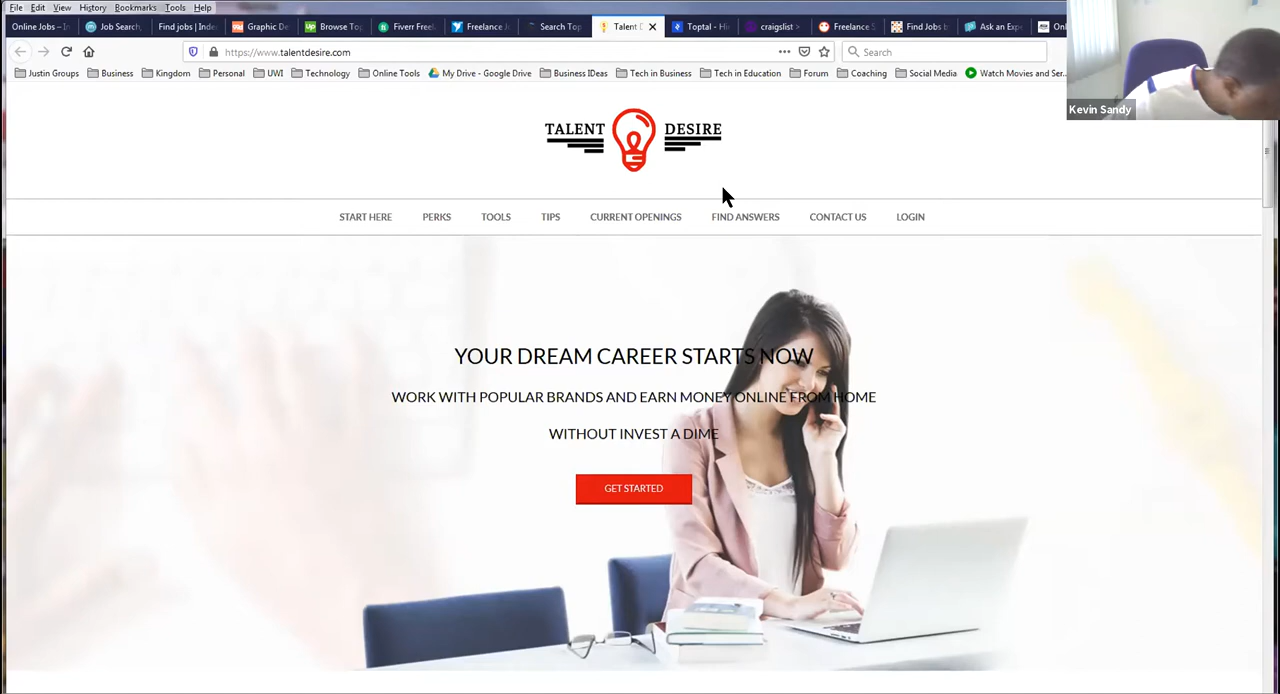 File Edit View History Bookmarks Tools Help
Online Jobs – In Job Search, Find jobs | Inde Graphic De Browse Top Fiverr Free Freelance J Search Top Talent D Toptal - Hi craigslist > Freelance S Find Jobs b Ask an Exp Onl
https://www.talentdesire.com Search
Justin Groups Business Kingdom Personal UWI Technology Online Tools My Drive - Google Drive Business IDeas Tech in Business Tech in Education Forum Coaching Social Media Watch Movies and Ser...
Kevin Sandy
TALENT DESIRE
START HERE PERKS TOOLS TIPS CURRENT OPENINGS FIND ANSWERS CONTACT US LOGIN
YOUR DREAM CAREER STARTS NOW
WORK WITH POPULAR BRANDS AND EARN MONEY ONLINE FROM HOME
WITHOUT INVEST A DIME
GET STARTED